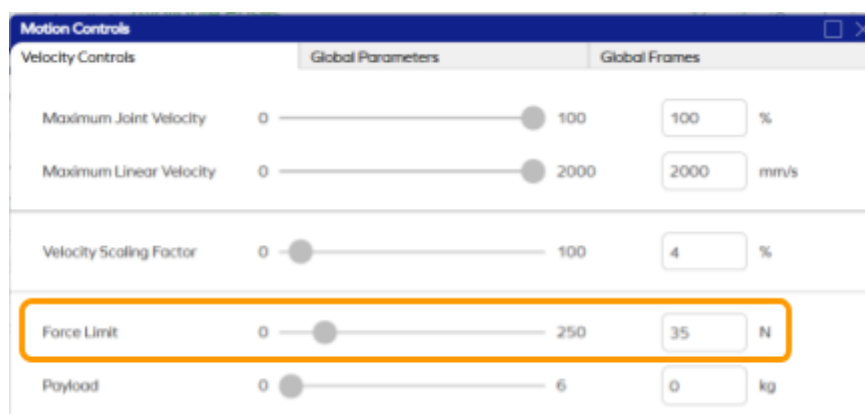 Motion Controls
Velocity Controls Global Parameters Global Frames
Maximum Joint Velocity 0 100 100 %
Maximum Linear Velocity 0 2000 2000 mm/s
Velocity Scaling Factor 0 100 4 %
Force Limit 0 250 35 N
Payload 0 6 0 kg